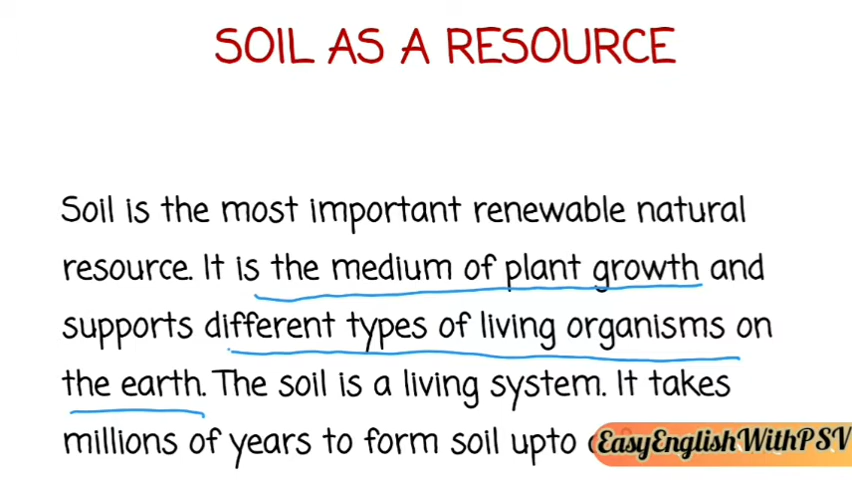 SOIL AS A RESOURCE
Soil is the most important renewable natural
resource. It is the medium of plant growth and
supports different types of living organisms on
the earth. The soil is a living system. It takes
millions of years to form soil upto
EasyEnglishWithPSV